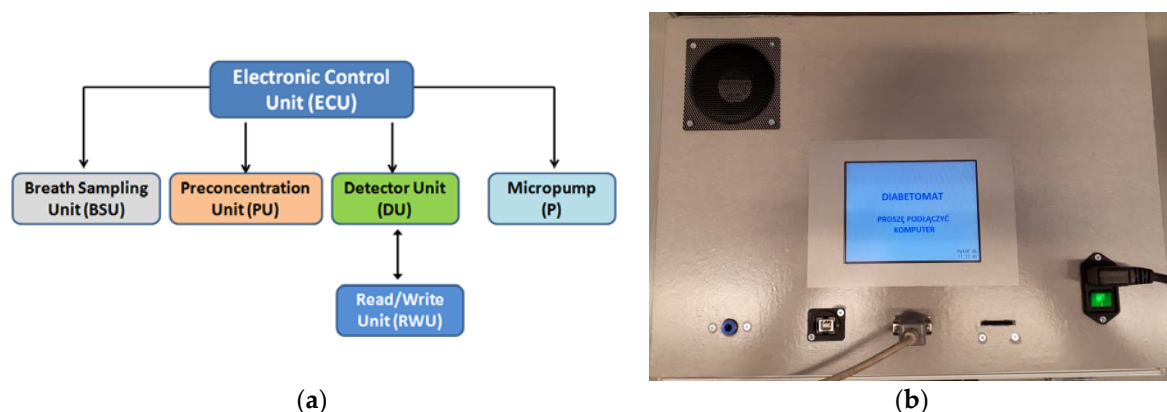 Electronic Control
Unit (ECU)
Breath Sampling
Unit (BSU)
Preconcentration
Unit (PU)
Detector Unit
(DU)
Micropump
(P)
Read/Write
Unit (RWU)
(a)
DIABETOMAT
PROSZĘ PODŁĄCZYĆ
KOMPUTER
(b)